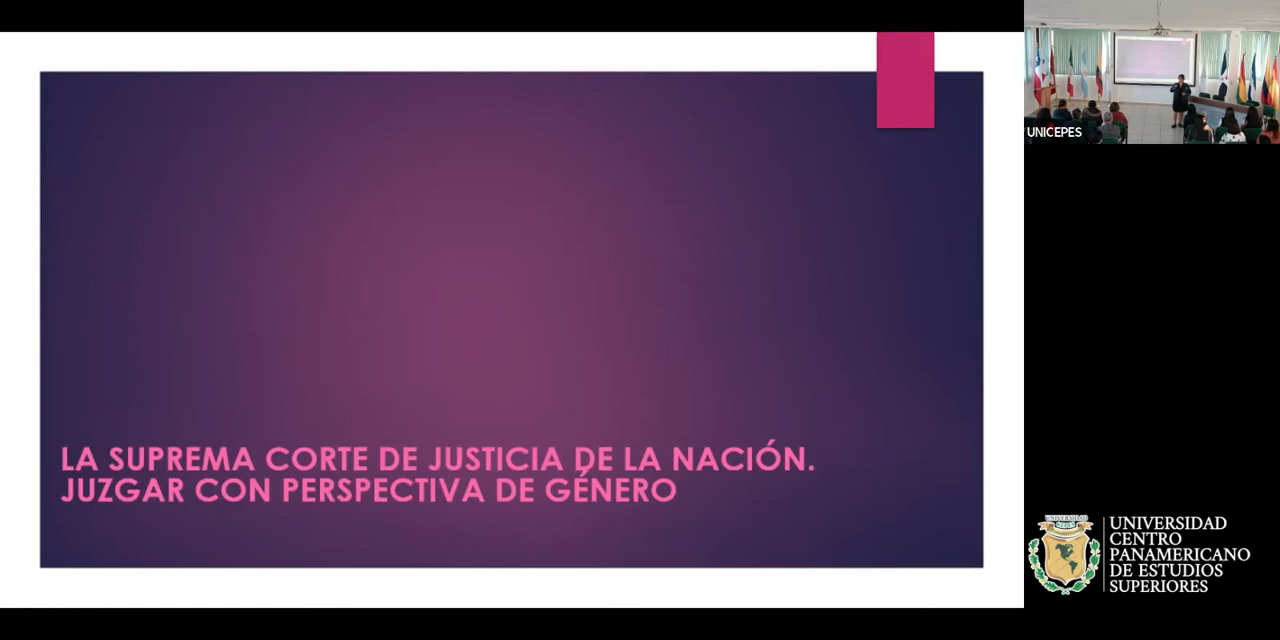 LA SUPREMA CORTE DE JUSTICIA DE LA NACIÓN.
JUZGAR CON PERSPECTIVA DE GÉNERO
UNICEPES
UNIVERSIDAD
CENTRO
PANAMERICANO
DE ESTUDIOS
SUPERIORES